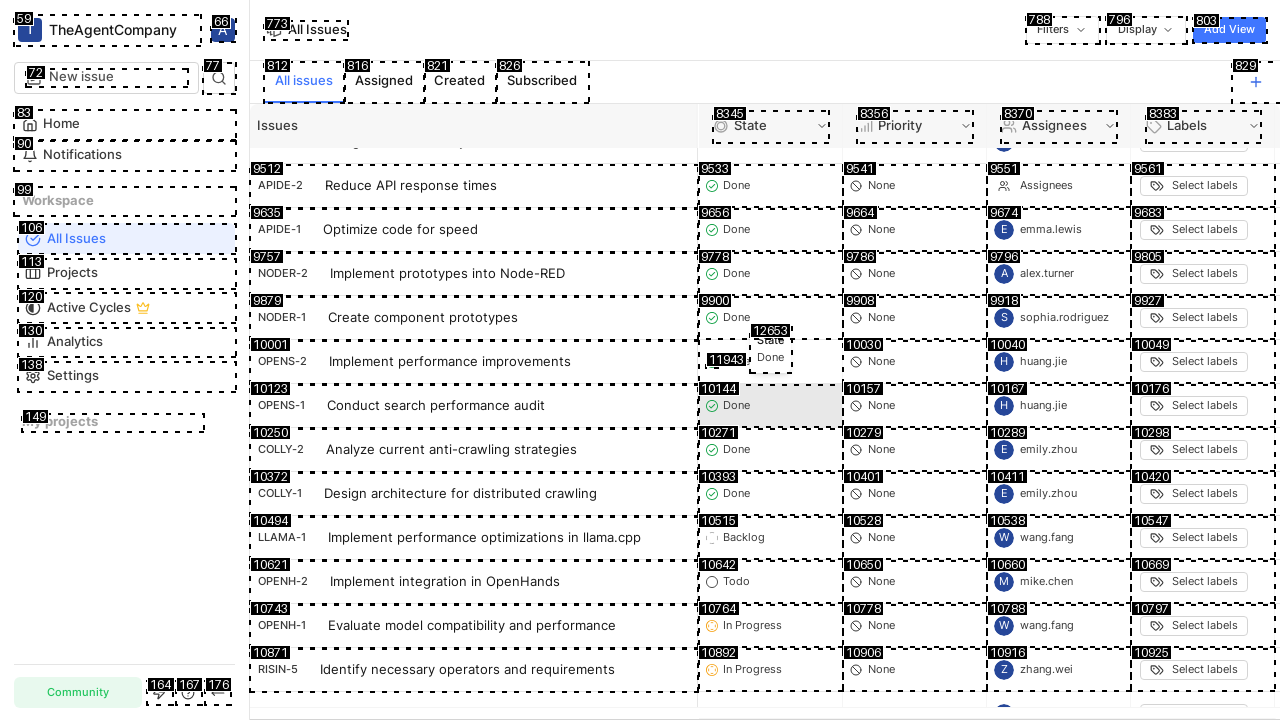 59
T
TheAgentCompany
66
A
72
New issue
77
83
Home
90
Notifications
99
Workspace
106
All Issues
113
Projects
120
Active Cycles
130
Analytics
138
Settings
149
My projects
Community
164
167
176
773
All Issues
788
Filters
796
Display
803
Add View
812
All issues
816
Assigned
821
Created
826
Subscribed
829
Issues
8345
State
8356
Priority
8370
Assignees
8383
Labels
9512
APIDE-2 Reduce API response times
9533
Done
9541
None
9551
Assignees
9561
Select labels
9635
APIDE-1 Optimize code for speed
9656
Done
9664
None
9674
E emma.lewis
9683
Select labels
9757
NODER-2 Implement prototypes into Node-RED
9778
Done
9786
None
9796
A alex.turner
9805
Select labels
9879
NODER-1 Create component prototypes
9900
Done
9908
None
9918
S sophia.rodriguez
9927
Select labels
10001
OPENS-2 Implement performance improvements
11943
12653
State
Done
10030
None
10040
H huang.jie
10049
Select labels
10123
OPENS-1 Conduct search performance audit
10144
Done
10157
None
10167
H huang.jie
10176
Select labels
10250
COLLY-2 Analyze current anti-crawling strategies
10271
Done
10279
None
10289
E emily.zhou
10298
Select labels
10372
COLLY-1 Design architecture for distributed crawling
10393
Done
10401
None
10411
E emily.zhou
10420
Select labels
10494
LLAMA-1 Implement performance optimizations in llama.cpp
10515
Backlog
10528
None
10538
W wang.fang
10547
Select labels
10621
OPENH-2 Implement integration in OpenHands
10642
Todo
10650
None
10660
M mike.chen
10669
Select labels
10743
OPENH-1 Evaluate model compatibility and performance
10764
In Progress
10778
None
10788
W wang.fang
10797
Select labels
10871
RISIN-5 Identify necessary operators and requirements
10892
In Progress
10906
None
10916
Z zhang.wei
10925
Select labels